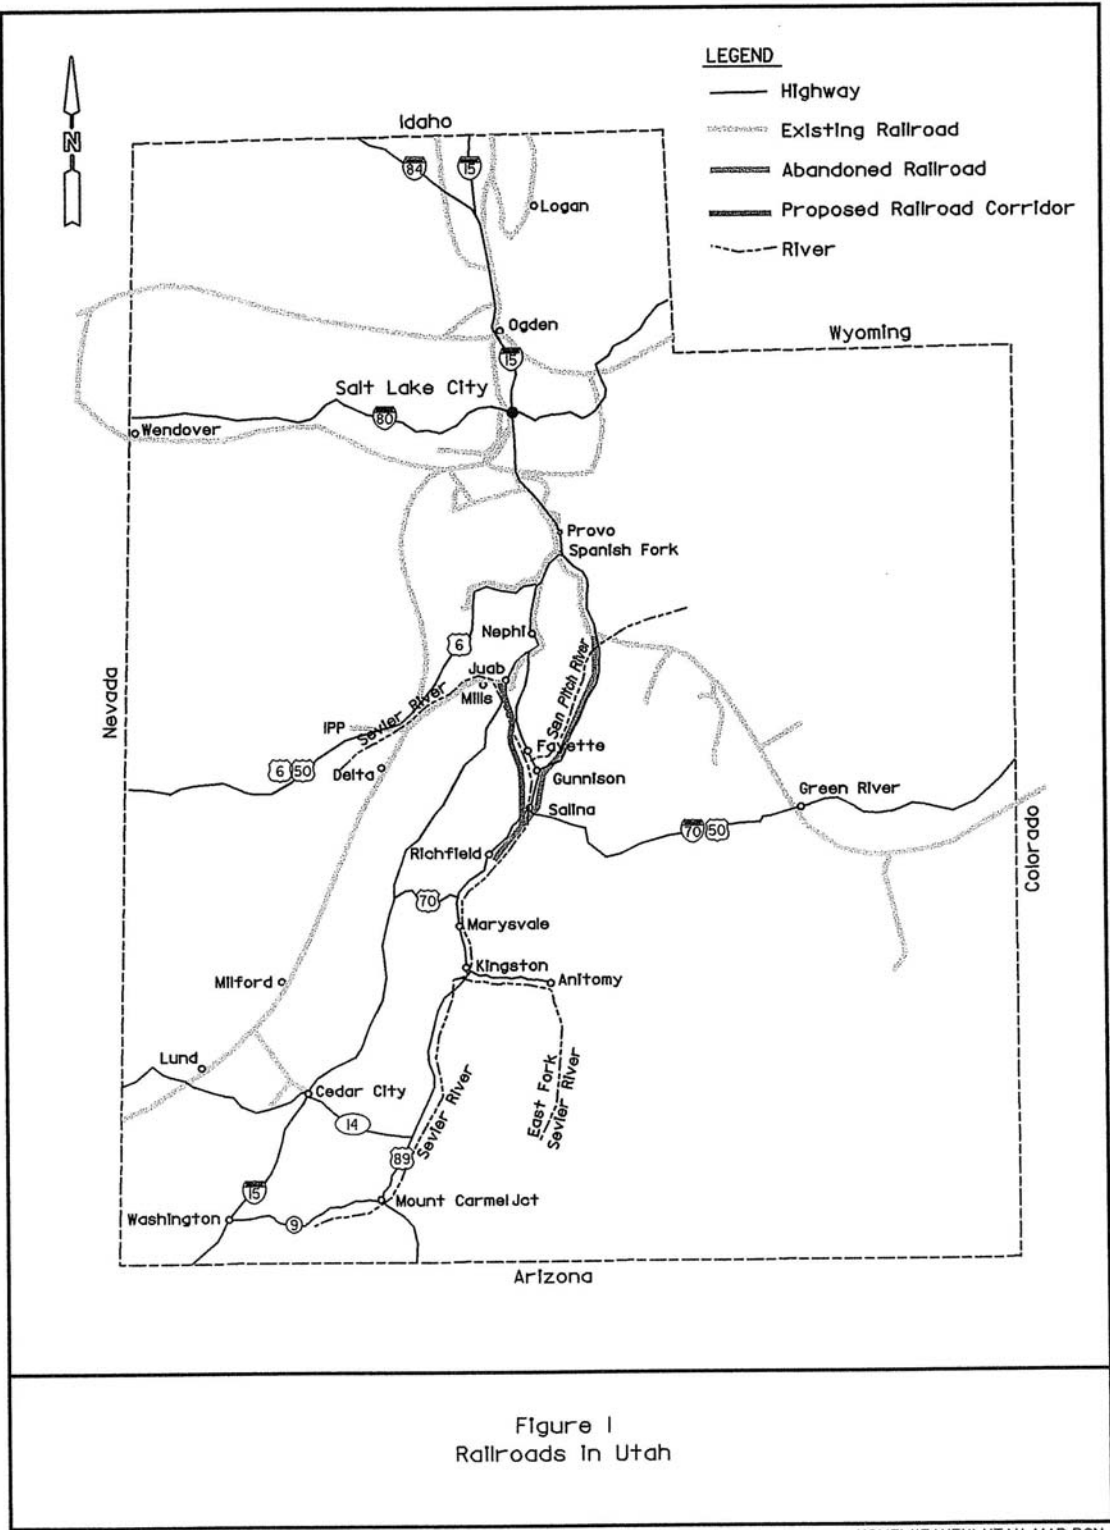 LEGEND
Highway
Existing Railroad
Abandoned Railroad
Proposed Railroad Corridor
River
N
Idaho
84
15
Logan
Ogden
Wyoming
15
Salt Lake City
80
Wendover
Provo
Spanish Fork
Nephi
6
San Pitch River
Juab
Mills
Nevada
Sevier River
IPP
Fayette
6 50
Delta
Gunnison
Green River
Salina
70 50
Colorado
Richfield
70
Marysvale
Kingston
Anitomy
Milford
Lund
Cedar City
East Fork
Sevier River
Sevier River
14
89
15
Mount Carmel Jct
Washington
9
Arizona
Figure 1
Railroads in Utah